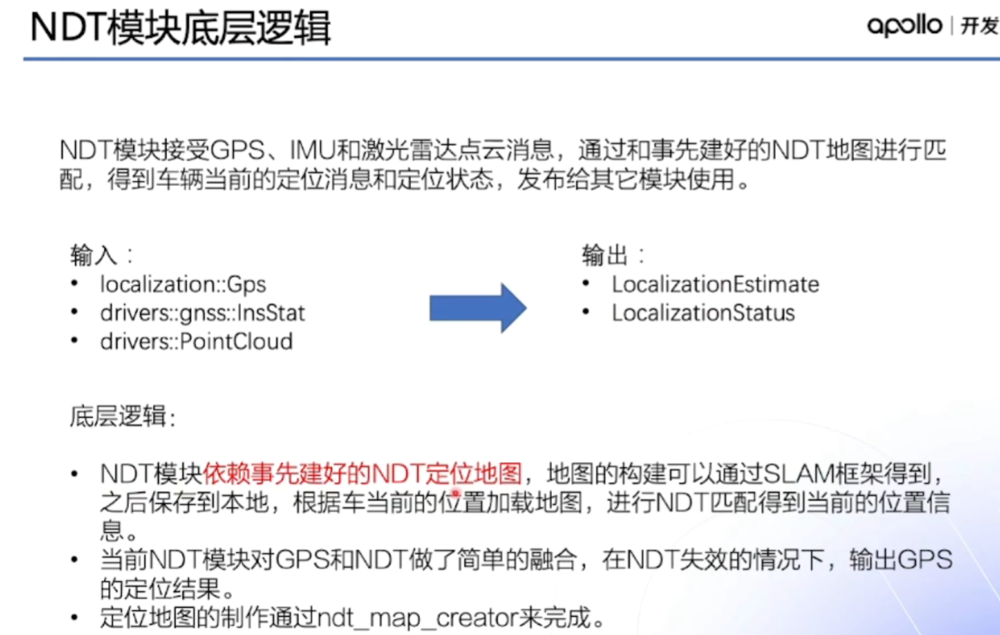 NDT模块底层逻辑
apollo | 开发
NDT模块接受GPS、IMU和激光雷达点云消息，通过和事先建好的NDT地图进行匹
配，得到车辆当前的定位消息和定位状态，发布给其它模块使用。
输入：
• localization::Gps
• drivers::gnss::InsStat
• drivers::PointCloud
输出：
• LocalizationEstimate
• LocalizationStatus
底层逻辑：
• NDT模块依赖事先建好的NDT定位地图，地图的构建可以通过SLAM框架得到，
之后保存到本地，根据车当前的位置加载地图，进行NDT匹配得到当前的位置信
息。
• 当前NDT模块对GPS和NDT做了简单的融合，在NDT失效的情况下，输出GPS
的定位结果。
• 定位地图的制作通过ndt_map_creator来完成。